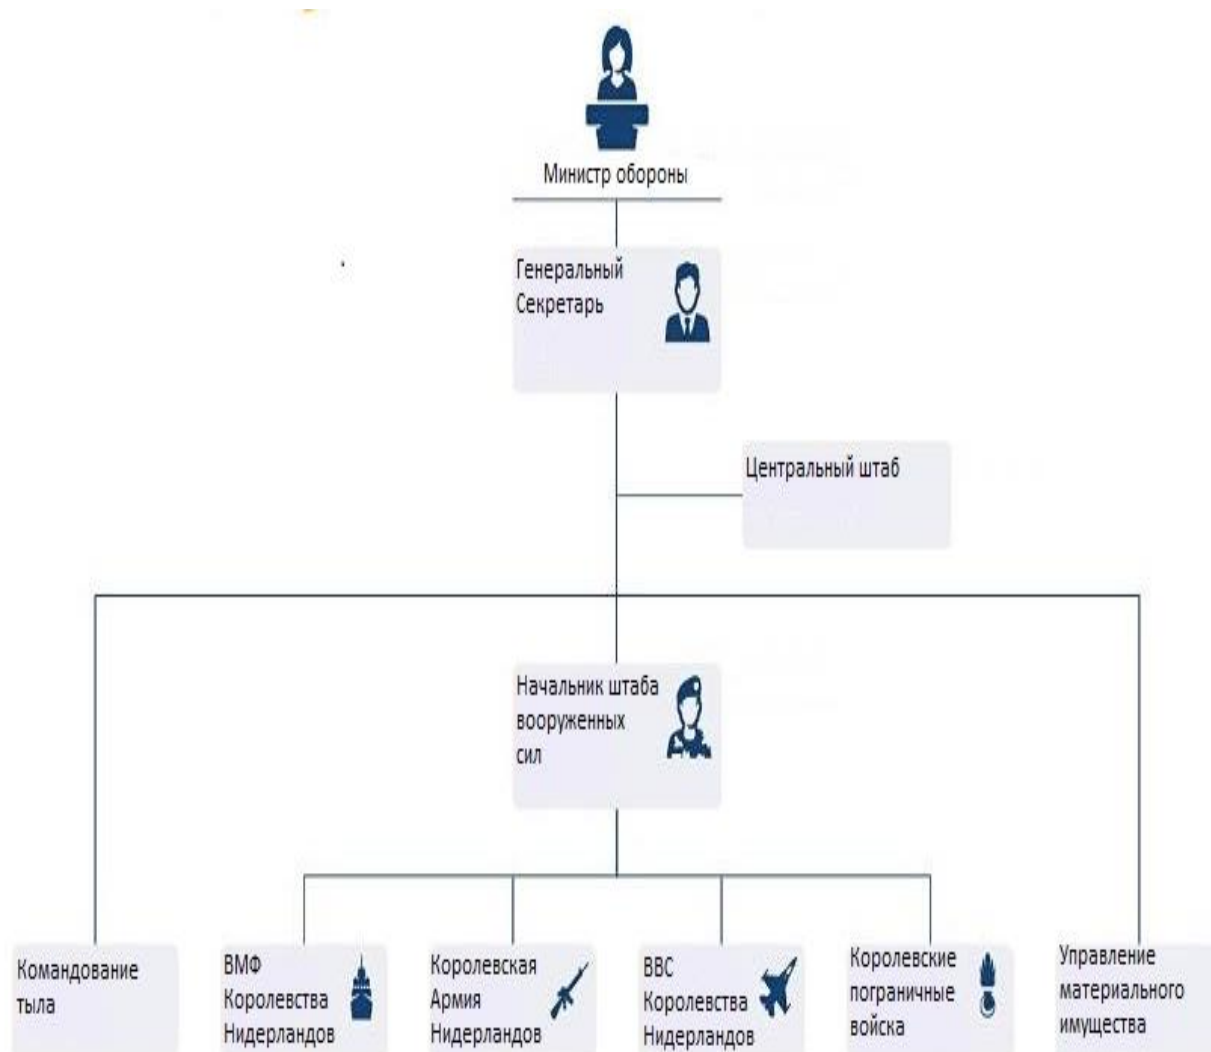 Министр обороны
Генеральный
Секретарь
Центральный штаб
Начальник штаба
вооруженных
сил
Командование
тыла
ВМФ
Королевства
Нидерландов
Королевская
Армия
Нидерландов
ВВС
Королевства
Нидерландов
Королевские
пограничные
войска
Управление
материального
имущества